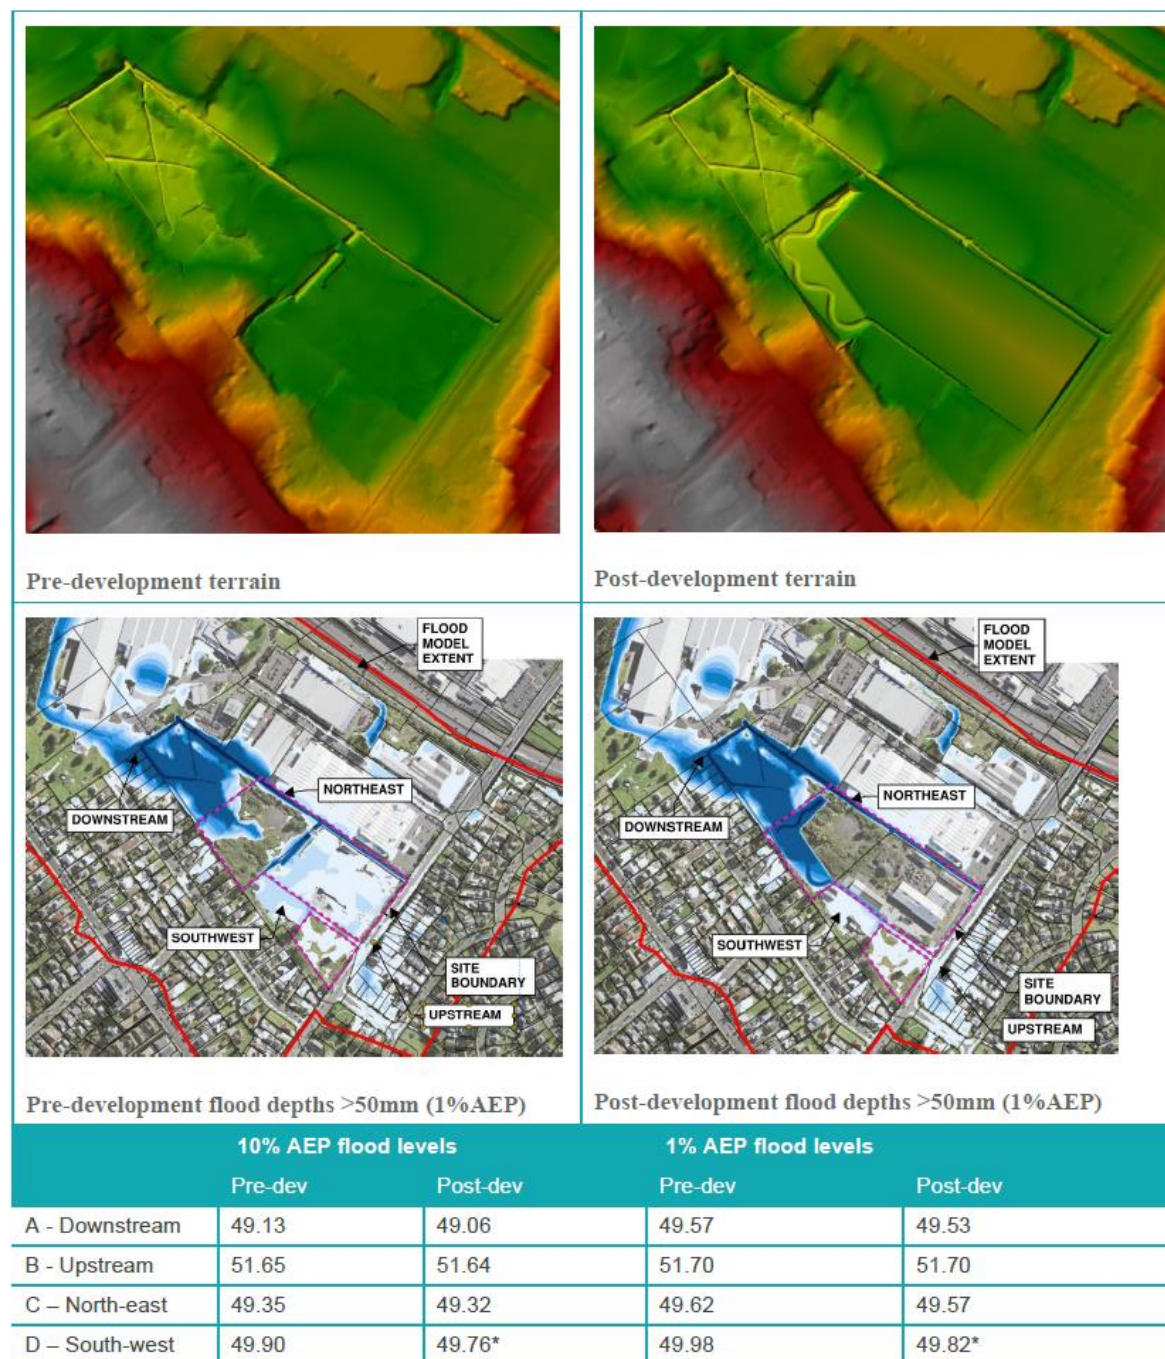 Pre-development terrain
Post-development terrain
FLOOD
MODEL
EXTENT
NORTHEAST
DOWNSTREAM
SOUTHWEST
SITE
BOUNDARY
UPSTREAM
Pre-development flood depths >50mm (1%AEP)
FLOOD
MODEL
EXTENT
NORTHEAST
DOWNSTREAM
SOUTHWEST
SITE
BOUNDARY
UPSTREAM
Post-development flood depths >50mm (1%AEP)
10% AEP flood levels 1% AEP flood levels
Pre-dev Post-dev Pre-dev Post-dev
A - Downstream 49.13 49.06 49.57 49.53
B - Upstream 51.65 51.64 51.70 51.70
C – North-east 49.35 49.32 49.62 49.57
D – South-west 49.90 49.76* 49.98 49.82*